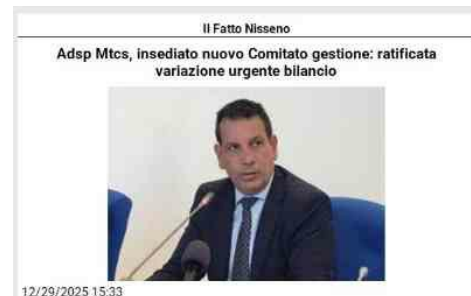 Il Fatto Nisseno
Adsp Mtcs, insediato nuovo Comitato gestione: ratificata
variazione urgente bilancio
12/29/2025 15:33